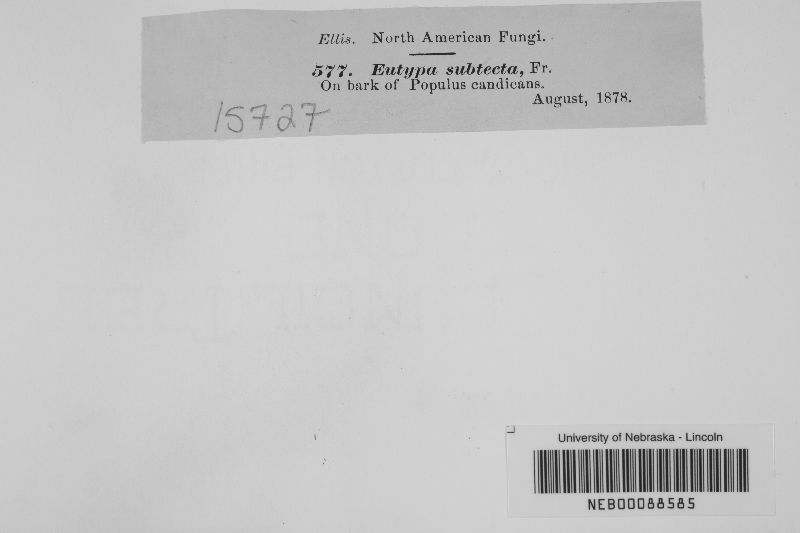 Ellis. North American Fungi.
577. Eutypa subtecta, Fr.
On bark of Populus candicans.
August, 1878.
15727
University of Nebraska - Lincoln
NEB00088585